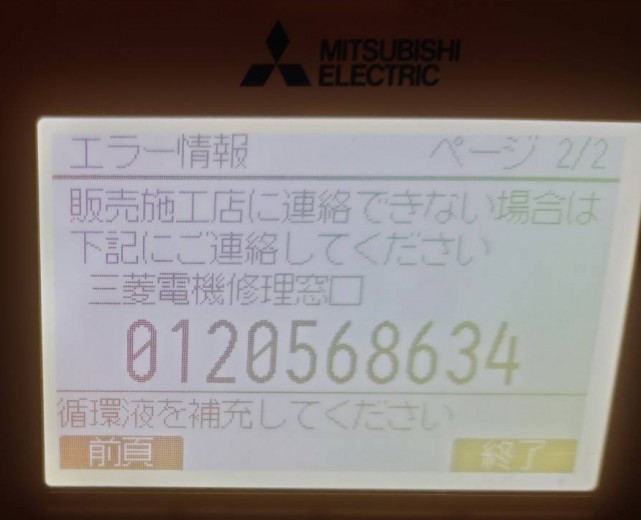 MITSUBISHI
ELECTRIC
エラー情報 ページ 2/2
販売施工店に連絡できない場合は
下記にご連絡してください
三菱電機修理窓口
0120568634
循環液を補充してください
前頁 終了